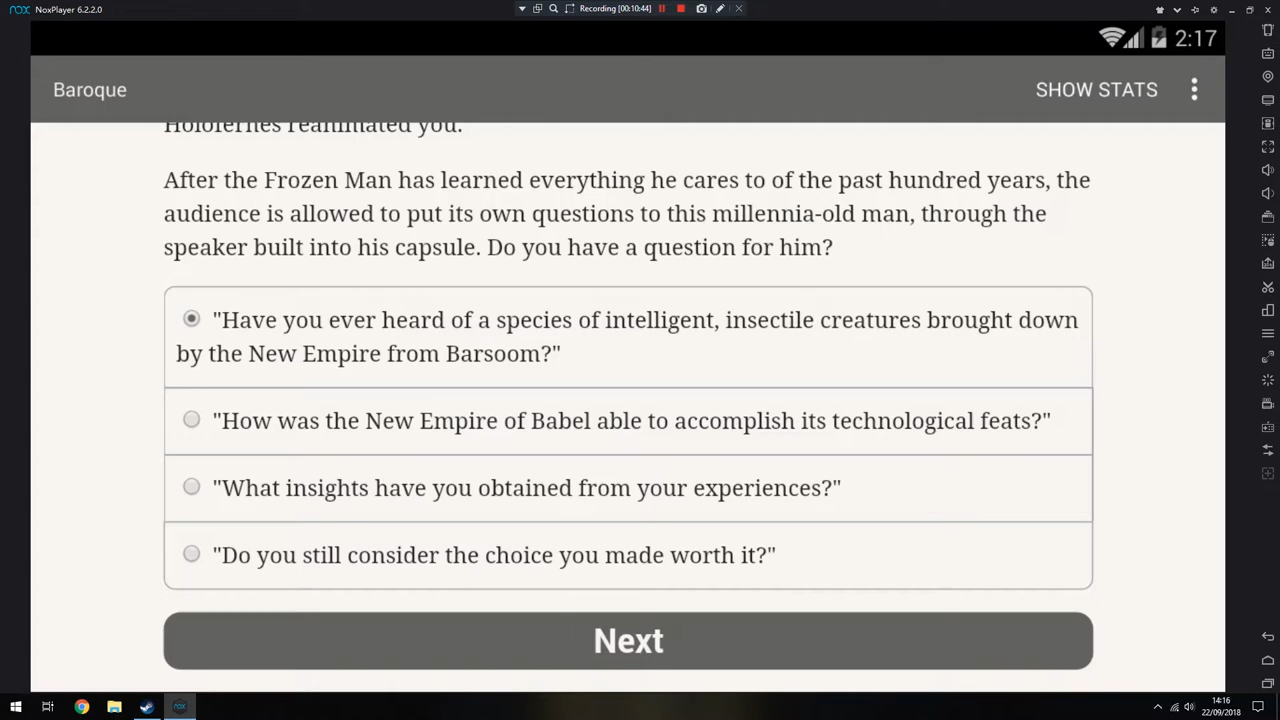 NoxPlayer 6.2.2.0
Recording [00:10:44]
2:17
Baroque
SHOW STATS
Holofernes reanimated you.
After the Frozen Man has learned everything he cares to of the past hundred years, the
audience is allowed to put its own questions to this millennia-old man, through the
speaker built into his capsule. Do you have a question for him?
"Have you ever heard of a species of intelligent, insectile creatures brought down
by the New Empire from Barsoom?"
"How was the New Empire of Babel able to accomplish its technological feats?"
"What insights have you obtained from your experiences?"
"Do you still consider the choice you made worth it?"
Next
14:16
22/09/2018